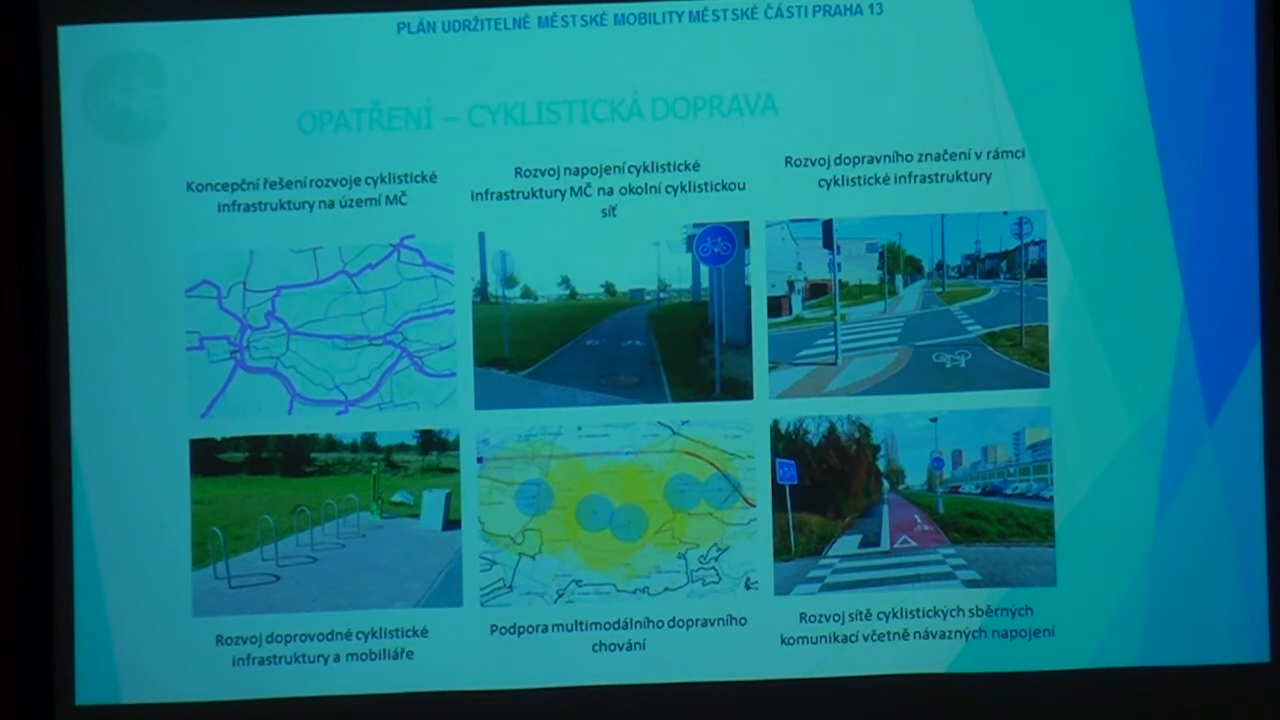 PLÁN UDRŽITELNÉ MĚSTSKÉ MOBILITY MĚSTSKÉ ČÁSTI PRAHA 13
OPATŘENÍ – CYKLISTICKÁ DOPRAVA
Koncepční řešení rozvoje cyklistické
infrastruktury na území MČ
Rozvoj napojení cyklistické
infrastruktury MČ na okolní cyklistickou
síť
Rozvoj dopravního značení v rámci
cyklistické infrastruktury
Rozvoj doprovodné cyklistické
infrastruktury a mobiliáře
Podpora multimodálního dopravního
chování
Rozvoj sítě cyklistických sběrných
komunikací včetně návazných napojení